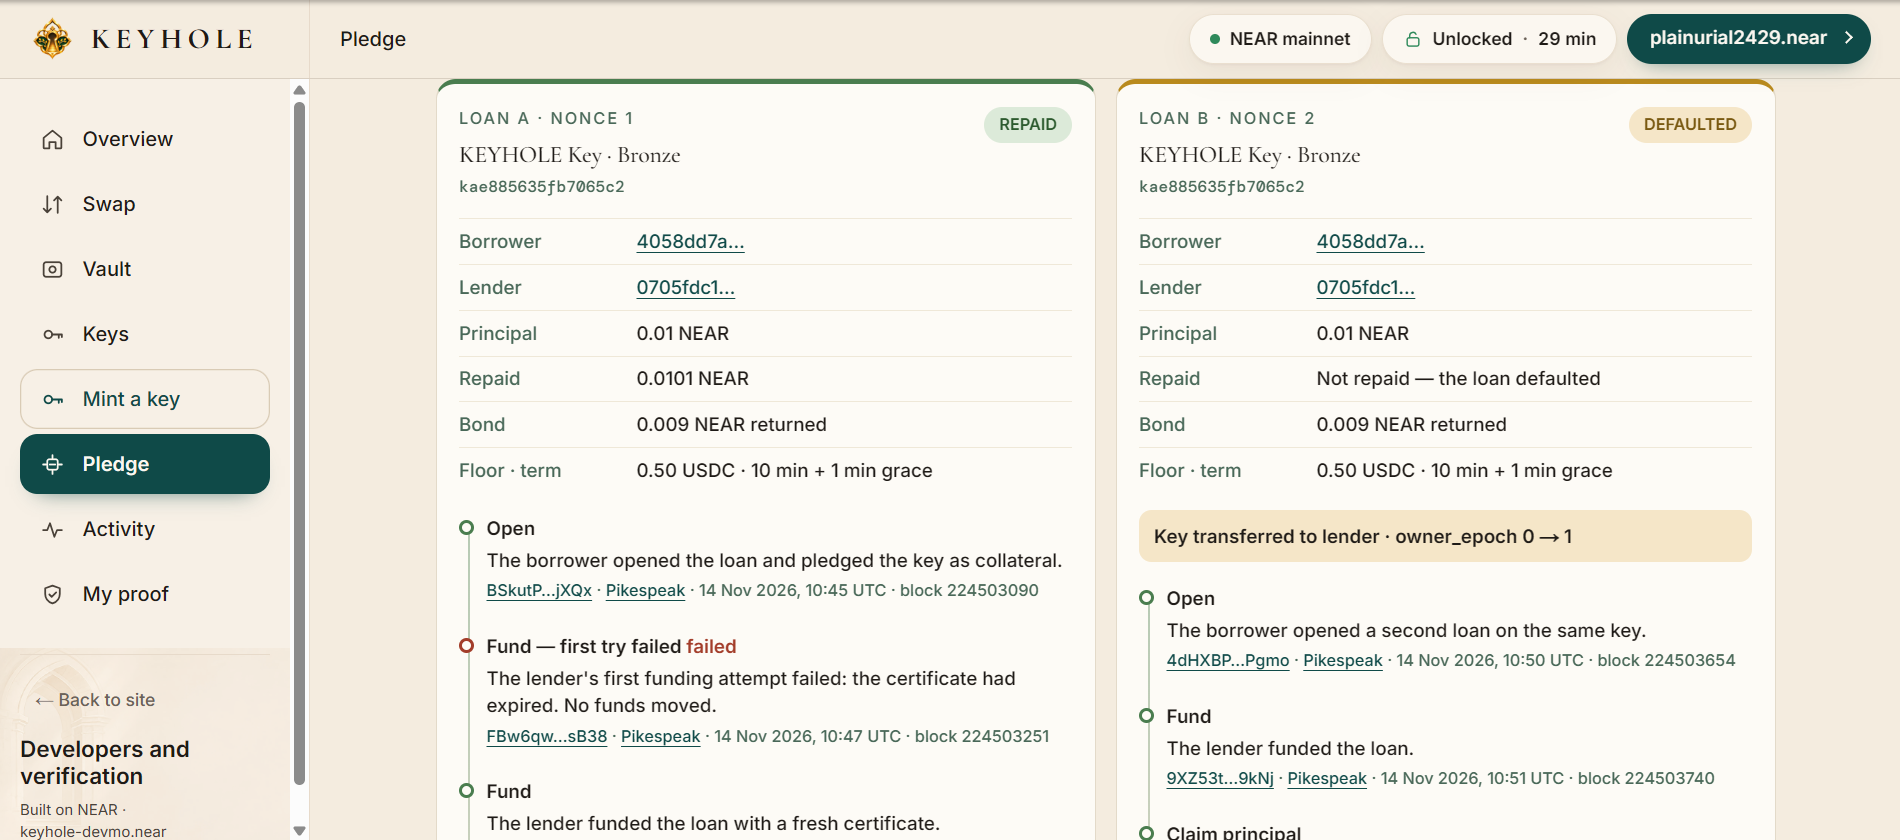 KEYHOLE
Pledge
NEAR mainnet
Unlocked · 29 min
plainurial2429.near
Overview
Swap
Vault
Keys
Mint a key
Pledge
Activity
My proof
← Back to site
Developers and
verification
Built on NEAR ·
keyhole-devmo.near
LOAN A · NONCE 1
REPAID
KEYHOLE Key · Bronze
kae885635fb7065c2
Borrower 4058dd7a…
Lender 0705fdc1…
Principal 0.01 NEAR
Repaid 0.0101 NEAR
Bond 0.009 NEAR returned
Floor · term 0.50 USDC · 10 min + 1 min grace
Open
The borrower opened the loan and pledged the key as collateral.
BSkutP…jXQx · Pikespeak · 14 Nov 2026, 10:45 UTC · block 224503090
Fund — first try failed failed
The lender's first funding attempt failed: the certificate had
expired. No funds moved.
FBw6qw…sB38 · Pikespeak · 14 Nov 2026, 10:47 UTC · block 224503251
Fund
The lender funded the loan with a fresh certificate.
LOAN B · NONCE 2
DEFAULTED
KEYHOLE Key · Bronze
kae885635fb7065c2
Borrower 4058dd7a…
Lender 0705fdc1…
Principal 0.01 NEAR
Repaid Not repaid — the loan defaulted
Bond 0.009 NEAR returned
Floor · term 0.50 USDC · 10 min + 1 min grace
Key transferred to lender · owner_epoch 0 → 1
Open
The borrower opened a second loan on the same key.
4dHXBP…Pgmo · Pikespeak · 14 Nov 2026, 10:50 UTC · block 224503654
Fund
The lender funded the loan.
9XZ53t…9kNj · Pikespeak · 14 Nov 2026, 10:51 UTC · block 224503740
Claim principal